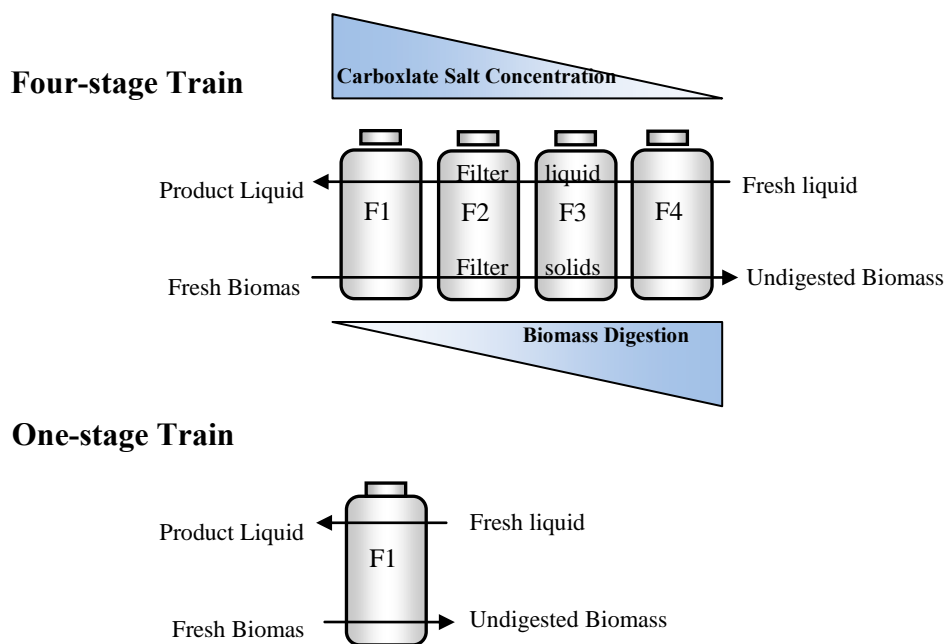 Four-stage Train
Carboxlate Salt Concentration
Product Liquid
Filter liquid
Fresh liquid
F1 F2 F3 F4
Fresh Biomas
Filter solids
Undigested Biomass
Biomass Digestion
One-stage Train
Product Liquid
Fresh liquid
F1
Fresh Biomas
Undigested Biomass